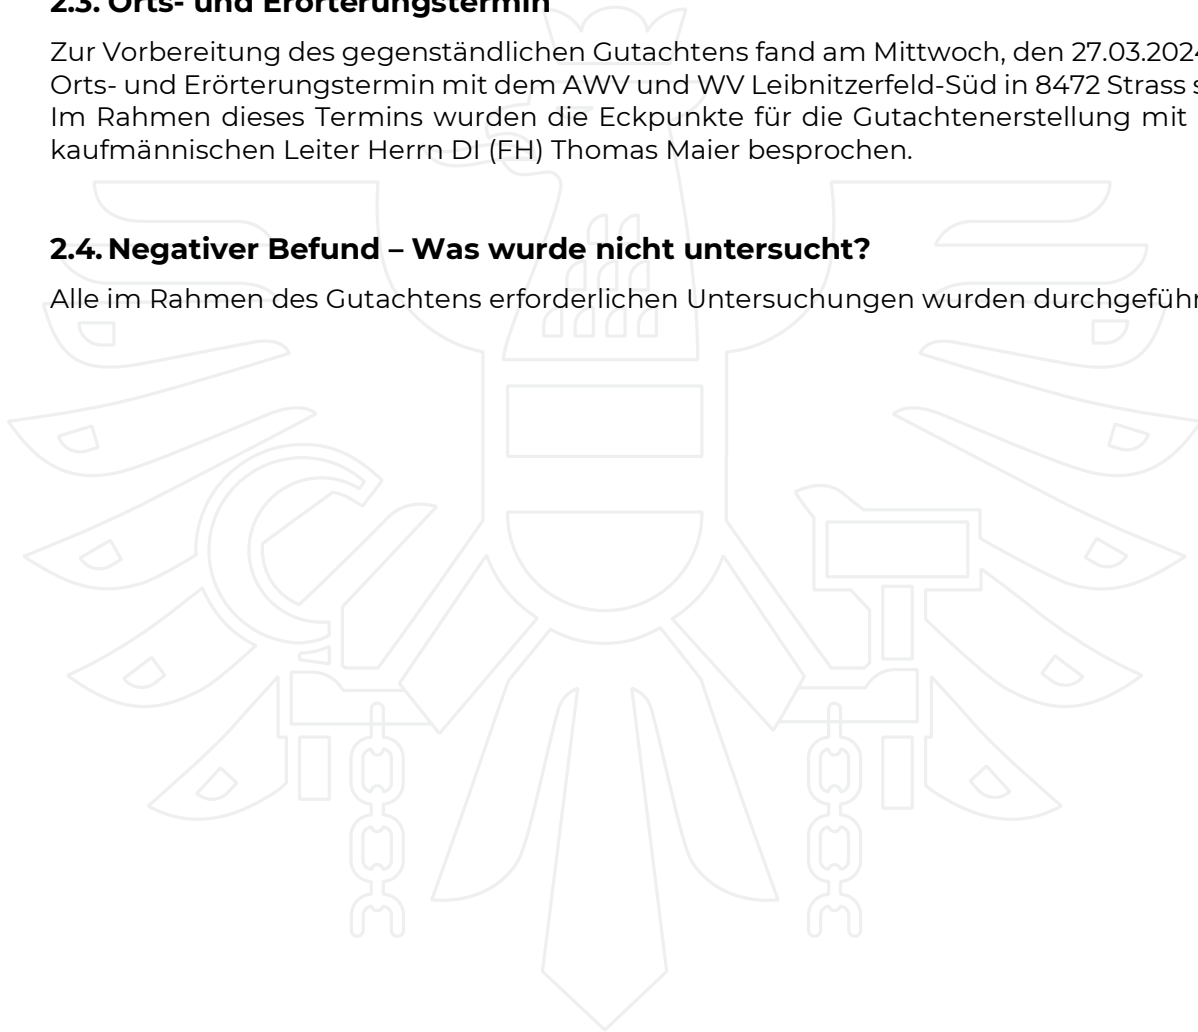 2.3. Orts- und Erörterungstermin
Zur Vorbereitung des gegenständlichen Gutachtens fand am Mittwoch, den 27.03.2024
Orts- und Erörterungstermin mit dem AWV und WV Leibnitzerfeld-Süd in 8472 Strass s
Im Rahmen dieses Termins wurden die Eckpunkte für die Gutachtenerstellung mit
kaufmännischen Leiter Herrn DI (FH) Thomas Maier besprochen.
2.4. Negativer Befund – Was wurde nicht untersucht?
Alle im Rahmen des Gutachtens erforderlichen Untersuchungen wurden durchgeführ